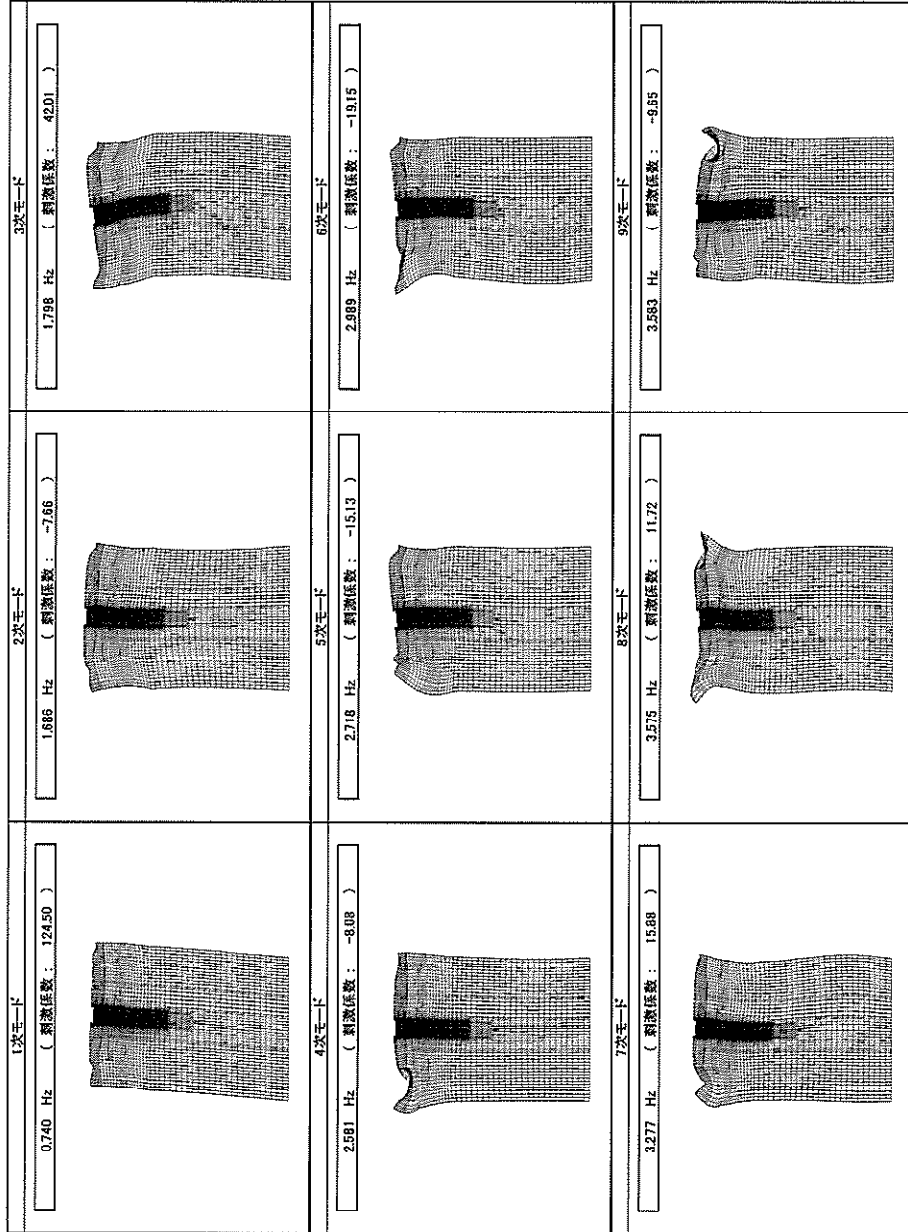 1次モード
0.740 Hz ( 刺激係数 : 124.50 )
2次モード
1.686 Hz ( 刺激係数 : -7.66 )
3次モード
1.798 Hz ( 刺激係数 : 42.01 )
4次モード
2.581 Hz ( 刺激係数 : -8.08 )
5次モード
2.718 Hz ( 刺激係数 : -15.13 )
6次モード
2.989 Hz ( 刺激係数 : -19.15 )
7次モード
3.277 Hz ( 刺激係数 : 15.88 )
8次モード
3.575 Hz ( 刺激係数 : 11.72 )
9次モード
3.583 Hz ( 刺激係数 : -9.65 )